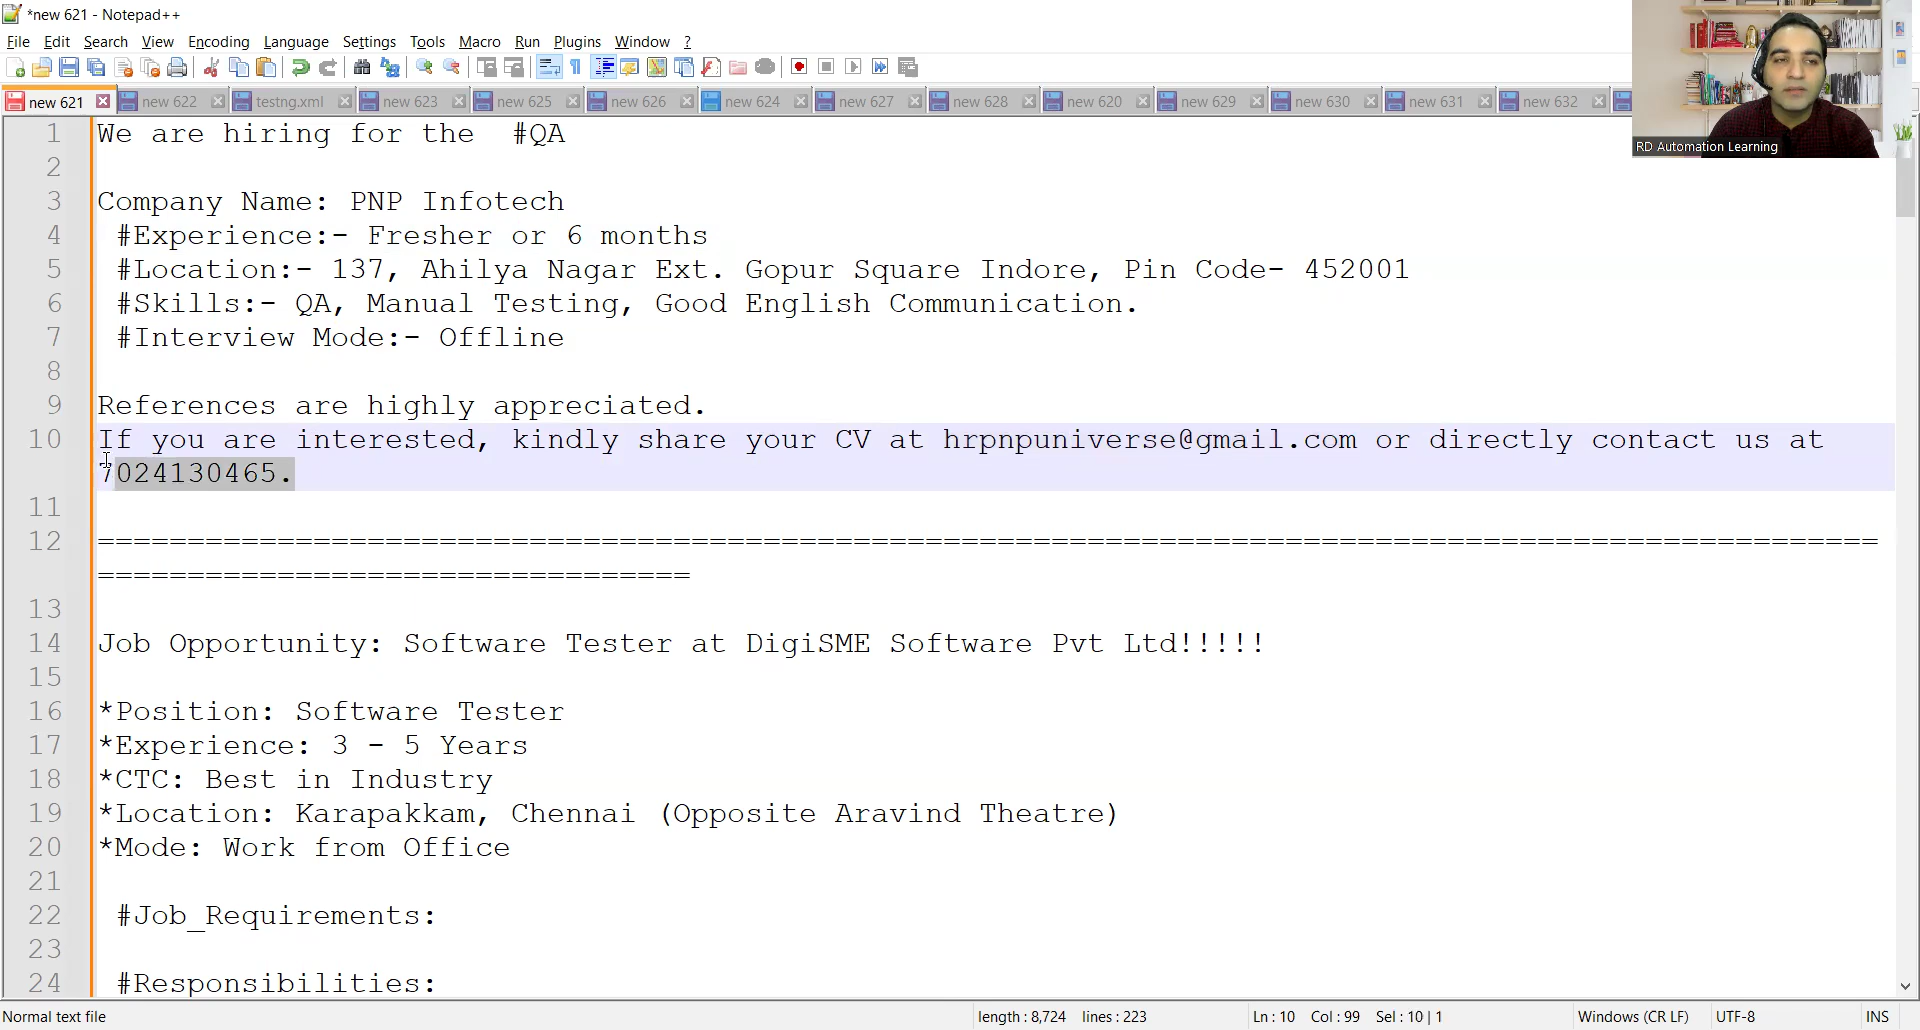 *new 621 - Notepad++
File Edit Search View Encoding Language Settings Tools Macro Run Plugins Window ?
new 621 new 622 testng.xml new 623 new 625 new 626 new 624 new 627 new 628 new 620 new 629 new 630 new 631 new 632
RD Automation Learning
1 We are hiring for the  #QA
2
3 Company Name: PNP Infotech
4 #Experience:- Fresher or 6 months
5 #Location:- 137, Ahilya Nagar Ext. Gopur Square Indore, Pin Code- 452001
6 #Skills:- QA, Manual Testing, Good English Communication.
7 #Interview Mode:- Offline
8
9 References are highly appreciated.
10 If you are interested, kindly share your CV at hrpnpuniverse@gmail.com or directly contact us at
7024130465.
11
12 ===================================================================================================
=================================
13
14 Job Opportunity: Software Tester at DigiSME Software Pvt Ltd!!!!!
15
16 *Position: Software Tester
17 *Experience: 3 - 5 Years
18 *CTC: Best in Industry
19 *Location: Karapakkam, Chennai (Opposite Aravind Theatre)
20 *Mode: Work from Office
21
22 #Job_Requirements:
23
24 #Responsibilities:
Normal text file length : 8,724 lines : 223 Ln : 10 Col : 99 Sel : 10 | 1 Windows (CR LF) UTF-8 INS